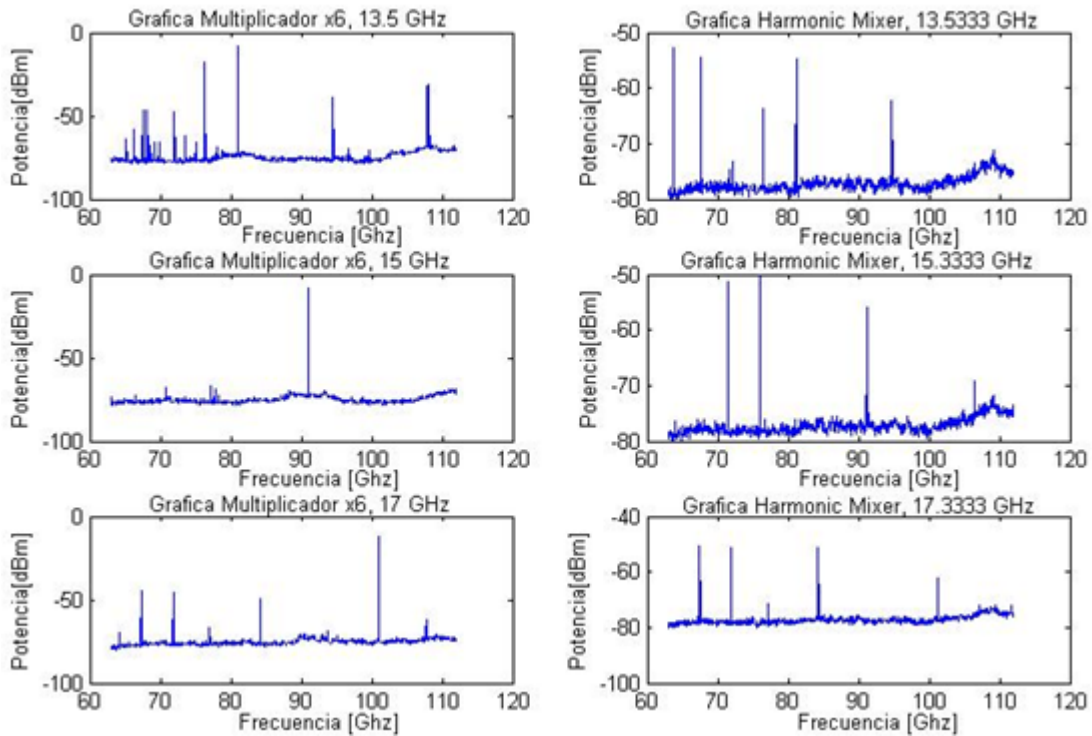 Grafica Multiplicador x6, 13.5 GHz
0
-50
-100
Potencia[dBm]
60 70 80 90 100 110 120
Frecuencia [Ghz]
Grafica Harmonic Mixer, 13.5333 GHz
-50
-60
-70
-80
Potencia[dBm]
60 70 80 90 100 110 120
Frecuencia [Ghz]
Grafica Multiplicador x6, 15 GHz
0
-50
-100
Potencia[dBm]
60 70 80 90 100 110 120
Frecuencia [Ghz]
Grafica Harmonic Mixer, 15.3333 GHz
-50
-60
-70
-80
Potencia[dBm]
60 70 80 90 100 110 120
Frecuencia [Ghz]
Grafica Multiplicador x6, 17 GHz
0
-50
-100
Potencia[dBm]
60 70 80 90 100 110 120
Frecuencia [Ghz]
Grafica Harmonic Mixer, 17.3333 GHz
-40
-60
-80
-100
Potencia[dBm]
60 70 80 90 100 110 120
Frecuencia [Ghz]